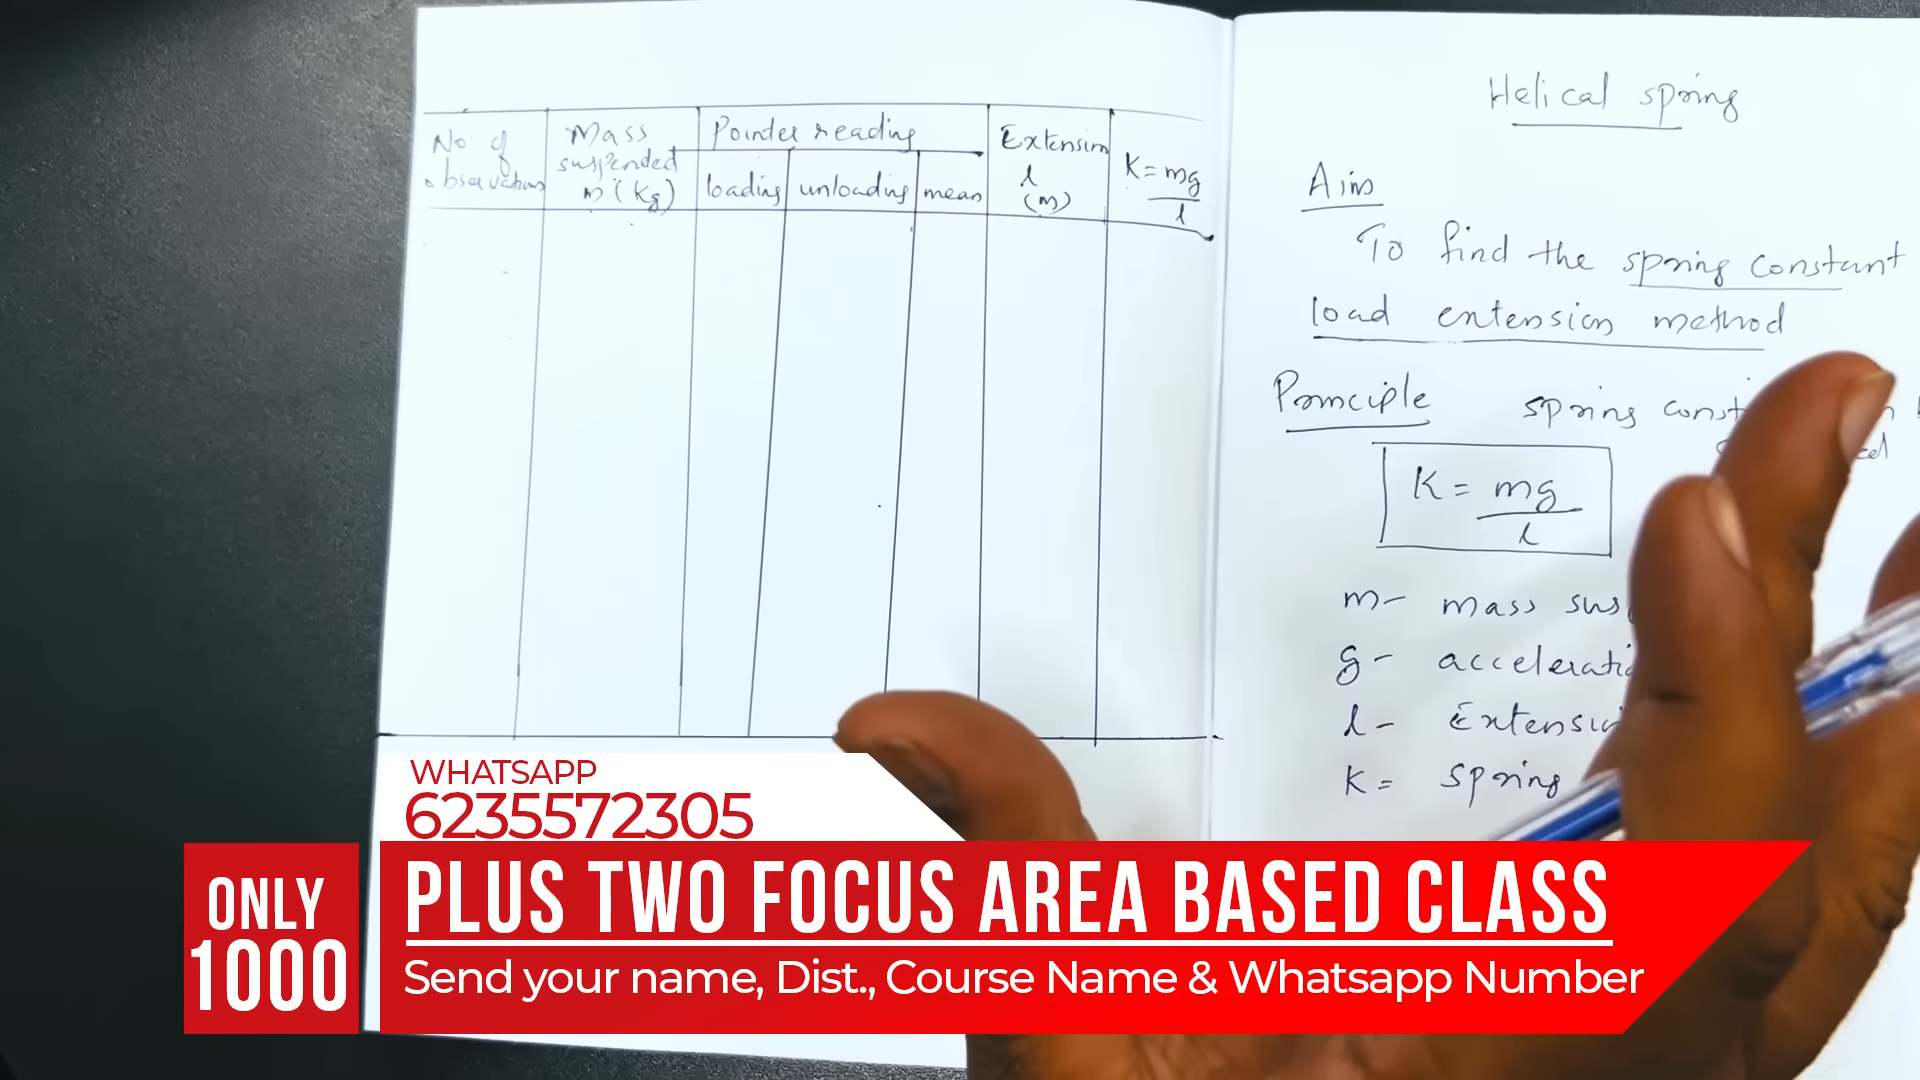 No. of observations
Mass suspended m (Kg)
Pointer reading
loading unloading mean
Extension l (m)
K = mg / l
Helical spring
Aim
To find the spring constant
load extension method
Principle spring const
K = mg / l
m - mass sus
g - accelerati
l - Extensio
K = spring
WHATSAPP
6235572305
ONLY
1000
PLUS TWO FOCUS AREA BASED CLASS
Send your name, Dist., Course Name & Whatsapp Number